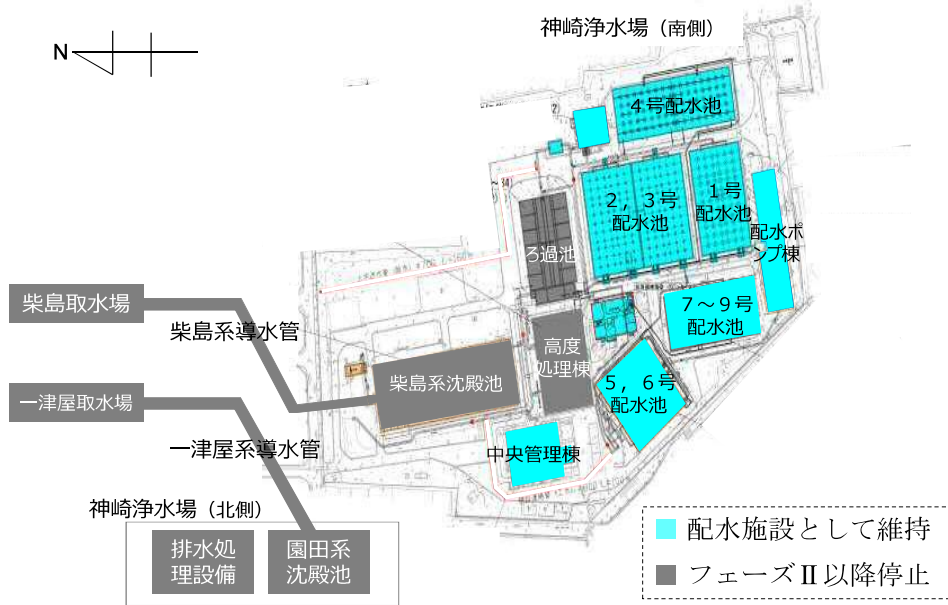 神崎浄水場（南側）
N
４号配水池
２，３号
配水池
１号
配水池
配水ポ
ンプ棟
ろ過池
７～９号
配水池
柴島取水場
柴島系導水管
高度
処理棟
柴島系沈殿池
５，６号
配水池
一津屋取水場
一津屋系導水管
中央管理棟
神崎浄水場（北側）
排水処
理設備
園田系
沈殿池
配水施設として維持
フェーズⅡ以降停止